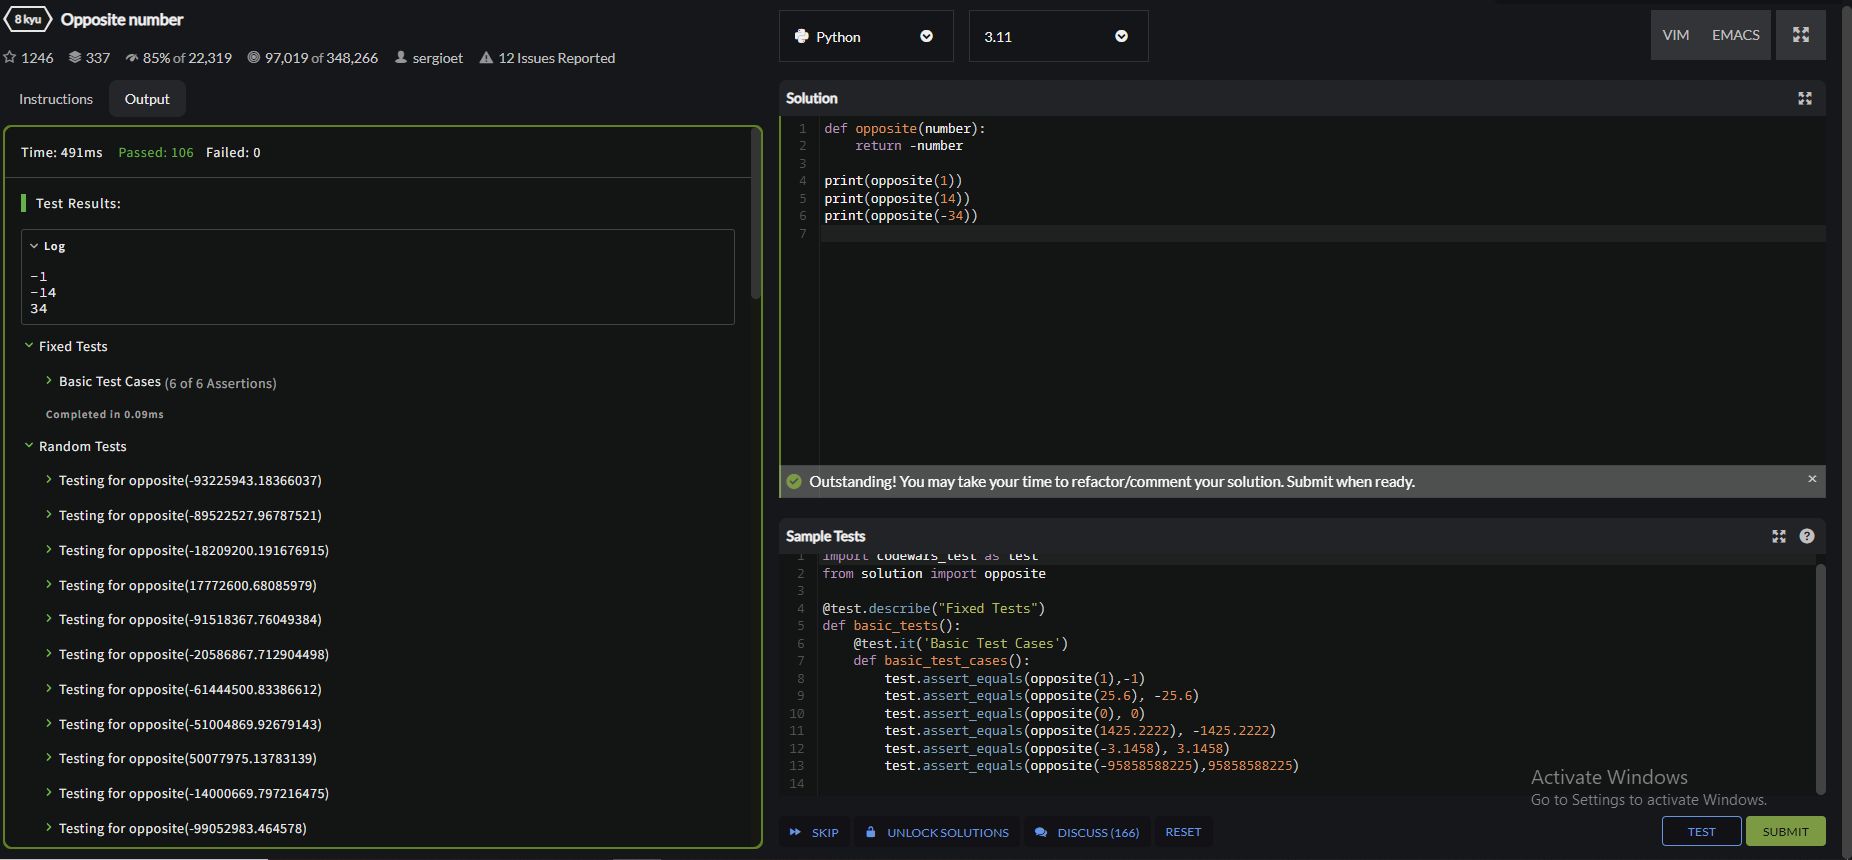 8 kyu Opposite number
1246 337 85% of 22,319 97,019 of 348,266 sergioet 12 Issues Reported
Instructions Output
Time: 491ms Passed: 106 Failed: 0
Test Results:
Log
-1
-14
34
Fixed Tests
Basic Test Cases (6 of 6 Assertions)
Completed in 0.09ms
Random Tests
Testing for opposite(-93225943.18366037)
Testing for opposite(-89522527.96787521)
Testing for opposite(-18209200.191676915)
Testing for opposite(17772600.68085979)
Testing for opposite(-91518367.76049384)
Testing for opposite(-20586867.712904498)
Testing for opposite(-61444500.83386612)
Testing for opposite(-51004869.92679143)
Testing for opposite(50077975.13783139)
Testing for opposite(-14000669.797216475)
Testing for opposite(-99052983.464578)
Python 3.11 VIM EMACS
Solution
1 def opposite(number):
2 return -number
3
4 print(opposite(1))
5 print(opposite(14))
6 print(opposite(-34))
7
Outstanding! You may take your time to refactor/comment your solution. Submit when ready. ×
Sample Tests ?
1 import codewars_test as test
2 from solution import opposite
3
4 @test.describe("Fixed Tests")
5 def basic_tests():
6 @test.it('Basic Test Cases')
7 def basic_test_cases():
8 test.assert_equals(opposite(1),-1)
9 test.assert_equals(opposite(25.6), -25.6)
10 test.assert_equals(opposite(0), 0)
11 test.assert_equals(opposite(1425.2222), -1425.2222)
12 test.assert_equals(opposite(-3.1458), 3.1458)
13 test.assert_equals(opposite(-95858588225),95858588225)
14
Activate Windows
Go to Settings to activate Windows.
SKIP UNLOCK SOLUTIONS DISCUSS (166) RESET TEST SUBMIT